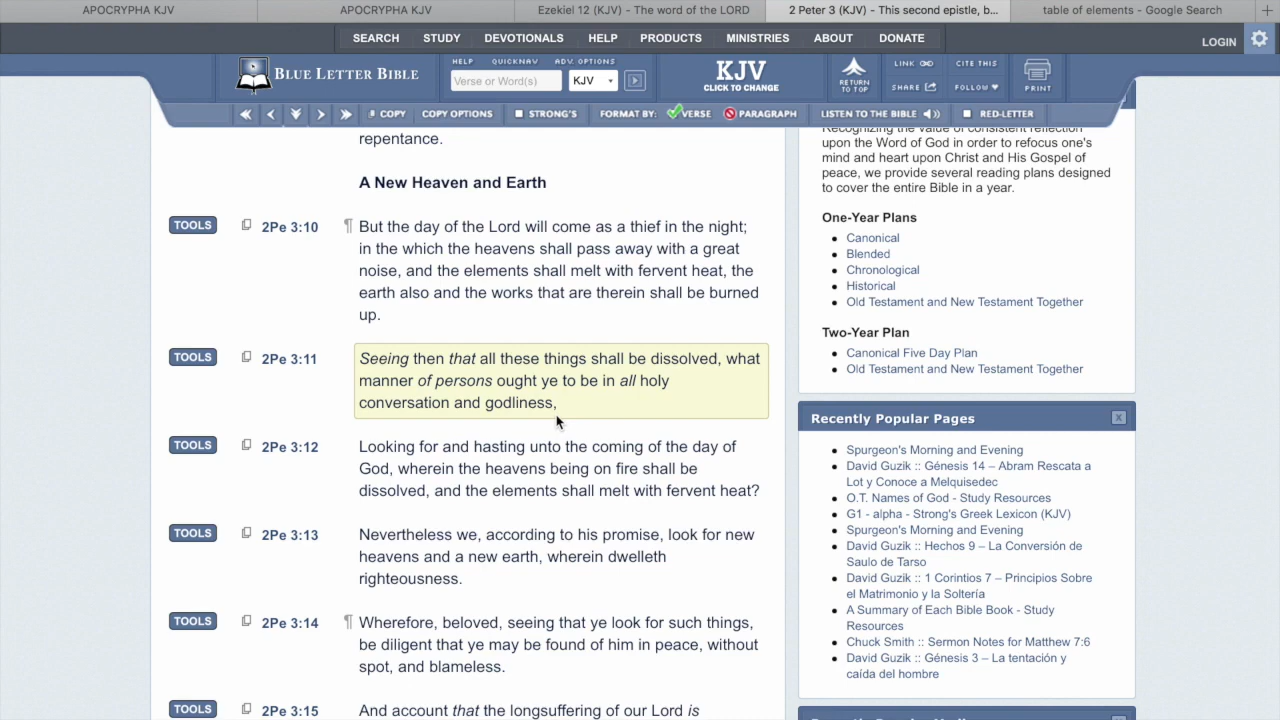 APOCRYPHA KJV
APOCRYPHA KJV
Ezekiel 12 (KJV) - The word of the LORD
2 Peter 3 (KJV) - This second epistle, b...
table of elements - Google Search
SEARCH STUDY DEVOTIONALS HELP PRODUCTS MINISTRIES ABOUT DONATE
LOGIN
BLUE LETTER BIBLE
HELP QUICKNAV ADV. OPTIONS
Verse or Word(s)
KJV
KJV
CLICK TO CHANGE
RETURN
TO TOP
LINK
CITE THIS
SHARE
FOLLOW
PRINT
COPY COPY OPTIONS STRONG'S FORMAT BY: VERSE PARAGRAPH LISTEN TO THE BIBLE RED-LETTER
repentance.
A New Heaven and Earth
TOOLS
2Pe 3:10
¶ But the day of the Lord will come as a thief in the night;
in the which the heavens shall pass away with a great
noise, and the elements shall melt with fervent heat, the
earth also and the works that are therein shall be burned
up.
TOOLS
2Pe 3:11
Seeing then that all these things shall be dissolved, what
manner of persons ought ye to be in all holy
conversation and godliness,
TOOLS
2Pe 3:12
Looking for and hasting unto the coming of the day of
God, wherein the heavens being on fire shall be
dissolved, and the elements shall melt with fervent heat?
TOOLS
2Pe 3:13
Nevertheless we, according to his promise, look for new
heavens and a new earth, wherein dwelleth
righteousness.
TOOLS
2Pe 3:14
¶ Wherefore, beloved, seeing that ye look for such things,
be diligent that ye may be found of him in peace, without
spot, and blameless.
TOOLS
2Pe 3:15
And account that the longsuffering of our Lord is
Recognizing the value of consistent reflection
upon the Word of God in order to refocus one's
mind and heart upon Christ and His Gospel of
peace, we provide several reading plans designed
to cover the entire Bible in a year.
One-Year Plans
Canonical
Blended
Chronological
Historical
Old Testament and New Testament Together
Two-Year Plan
Canonical Five Day Plan
Old Testament and New Testament Together
Recently Popular Pages
x
Spurgeon's Morning and Evening
David Guzik :: Génesis 14 – Abram Rescata a
Lot y Conoce a Melquisedec
O.T. Names of God - Study Resources
G1 - alpha - Strong's Greek Lexicon (KJV)
Spurgeon's Morning and Evening
David Guzik :: Hechos 9 – La Conversión de
Saulo de Tarso
David Guzik :: 1 Corintios 7 – Principios Sobre
el Matrimonio y la Soltería
A Summary of Each Bible Book - Study
Resources
Chuck Smith :: Sermon Notes for Matthew 7:6
David Guzik :: Génesis 3 – La tentación y
caída del hombre